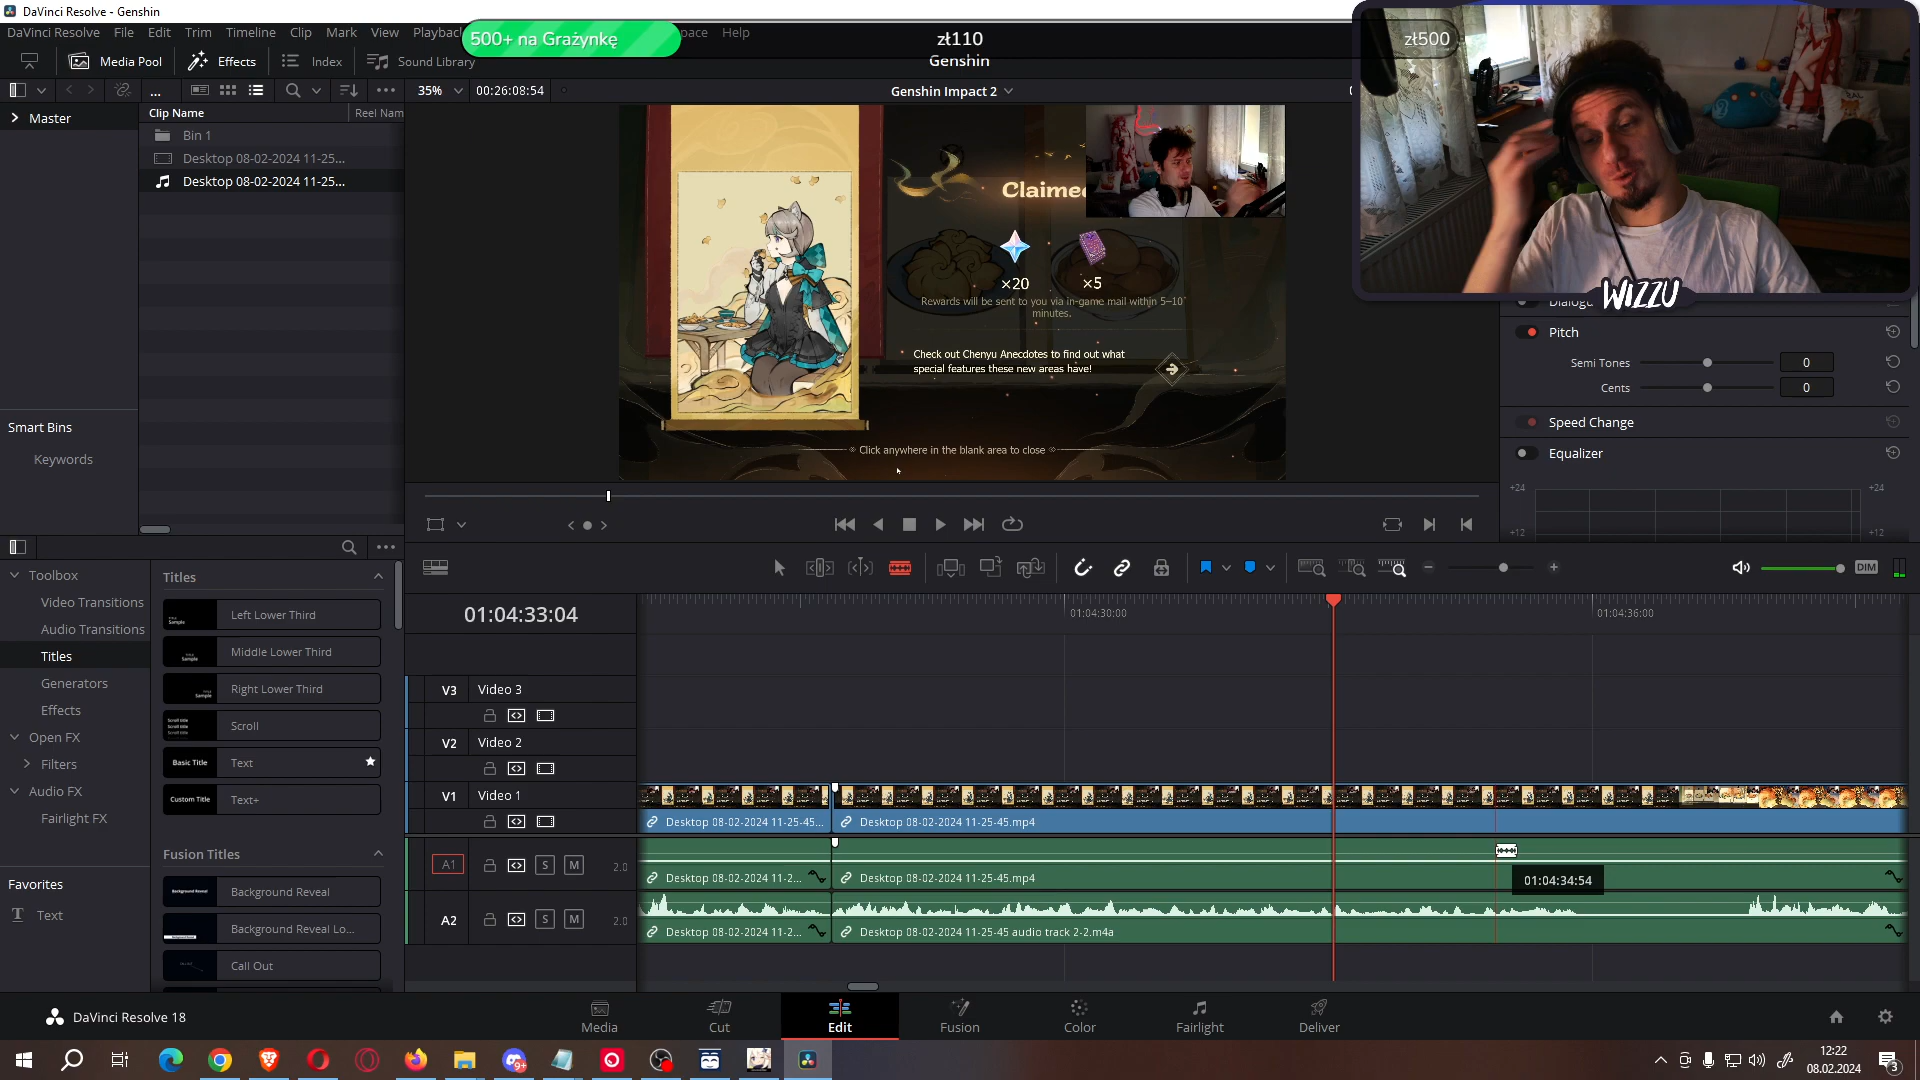 DaVinci Resolve - Genshin
DaVinci Resolve File Edit Trim Timeline Clip Mark View Playback Help
500+ na Grażynkę
zł110
zł500
Media Pool Effects Index Sound Library
Genshin
35% 00:26:08:54
Genshin Impact 2
Master
Clip Name Reel Nam
Bin 1
Desktop 08-02-2024 11-25...
Desktop 08-02-2024 11-25...
Claimed
×20 ×5
Rewards will be sent to you via in-game mail within 5–10
minutes.
Check out Chenyu Anecdotes to find out what
special features these new areas have!
Click anywhere in the blank area to close
WIZZU
Pitch
Semi Tones 0
Cents 0
Speed Change
Equalizer
+24 +24
+12 +12
Smart Bins
Keywords
Toolbox
Video Transitions
Audio Transitions
Titles
Generators
Effects
Open FX
Filters
Audio FX
Fairlight FX
Favorites
Text
Titles
Left Lower Third
Middle Lower Third
Right Lower Third
Scroll
Basic Title Text
Custom Title Text+
Fusion Titles
Background Reveal Background Reveal
Background Reveal Lo...
Call Out
DIM
01:04:33:04
01:04:30:00 01:04:36:00
V3 Video 3
V2 Video 2
V1 Video 1
Desktop 08-02-2024 11-25-45... Desktop 08-02-2024 11-25-45.mp4
A1 S M 2.0
Desktop 08-02-2024 11-2... Desktop 08-02-2024 11-25-45.mp4
01:04:34:54
A2 S M 2.0
Desktop 08-02-2024 11-2... Desktop 08-02-2024 11-25-45 audio track 2-2.m4a
DaVinci Resolve 18
Media Cut Edit Fusion Color Fairlight Deliver
9+
12:22
08.02.2024
3